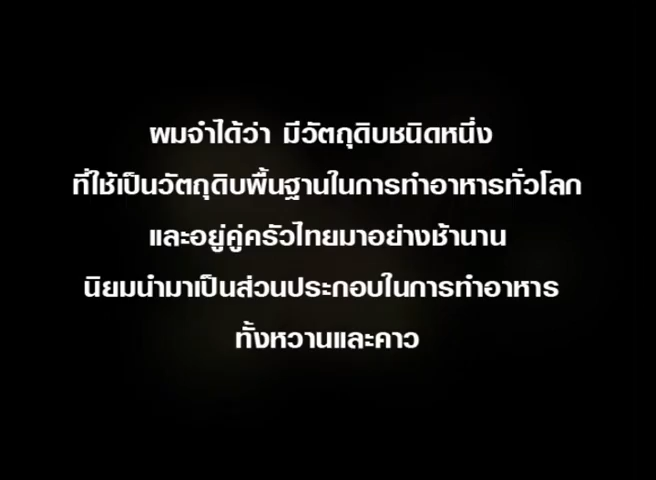 ผมจำได้ว่า มีวัตถุดิบชนิดหนึ่ง
ที่ใช้เป็นวัตถุดิบพื้นฐานในการทำอาหารทั่วโลก
และอยู่คู่ครัวไทยมาอย่างช้านาน
นิยมนำมาเป็นส่วนประกอบในการทำอาหาร
ทั้งหวานและคาว